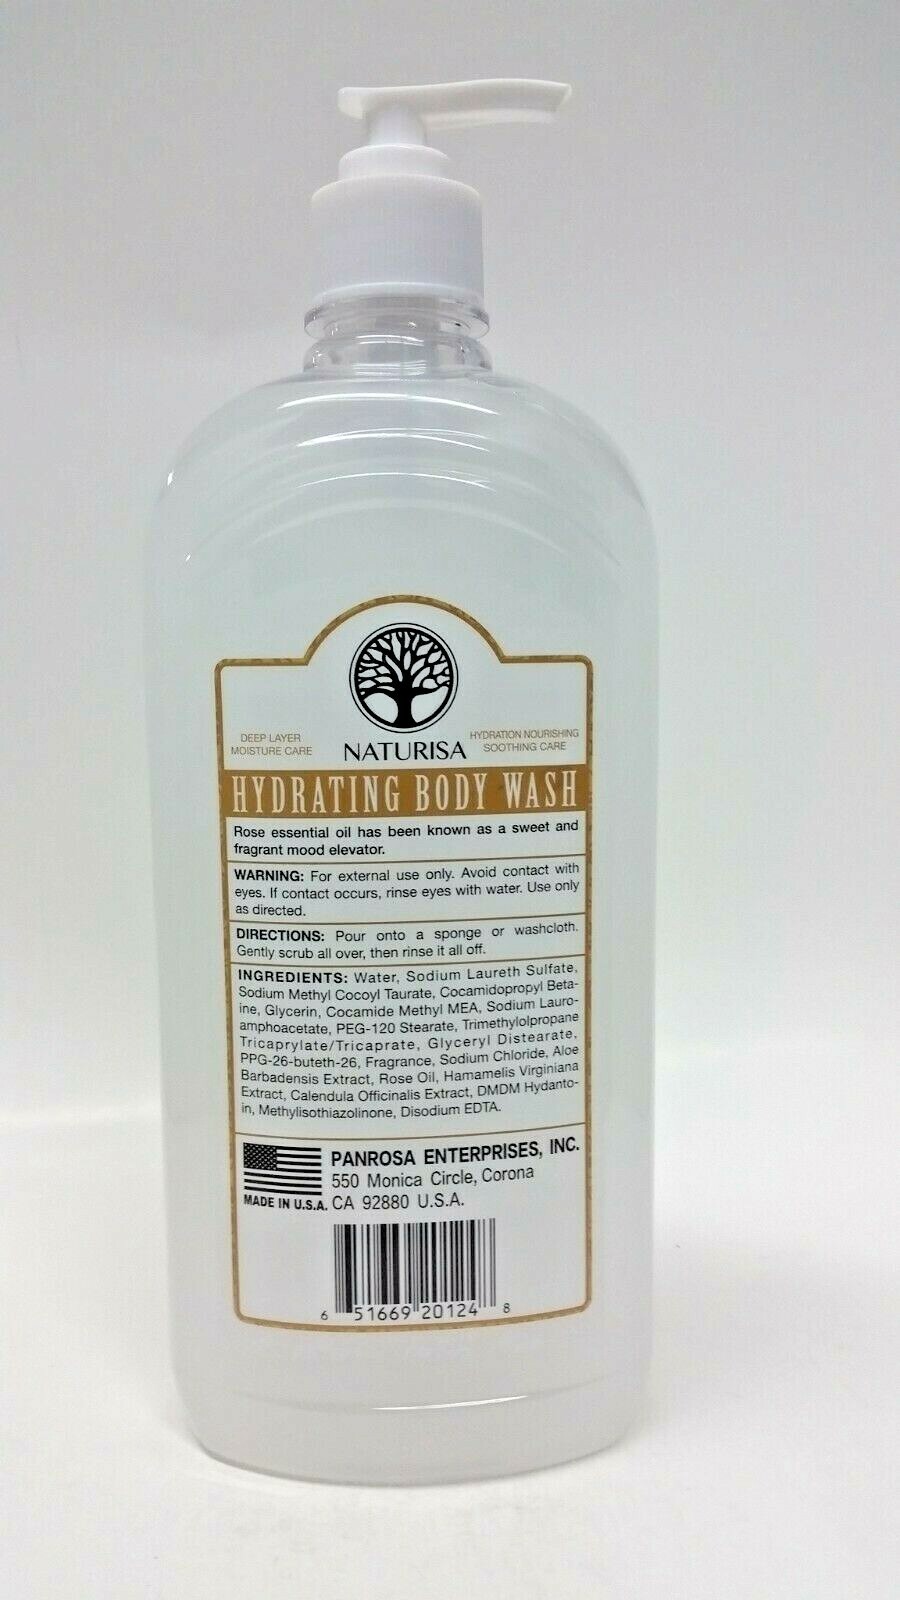 DEEP LAYER
MOISTURE CARE
NATURISA
HYDRATION NOURISHING
SOOTHING CARE
HYDRATING BODY WASH
Rose essential oil has been known as a sweet and
fragrant mood elevator.
WARNING: For external use only. Avoid contact with
eyes. If contact occurs, rinse eyes with water. Use only
as directed.
DIRECTIONS: Pour onto a sponge or washcloth.
Gently scrub all over, then rinse it all off.
INGREDIENTS: Water, Sodium Laureth Sulfate,
Sodium Methyl Cocoyl Taurate, Cocamidopropyl Beta-
ine, Glycerin, Cocamide Methyl MEA, Sodium Lauro-
amphoacetate, PEG-120 Stearate, Trimethylolpropane
Tricaprylate/Tricaprate, Glyceryl Distearate,
PPG-26-buteth-26, Fragrance, Sodium Chloride, Aloe
Barbadensis Extract, Rose Oil, Hamamelis Virginiana
Extract, Calendula Officinalis Extract, DMDM Hydanto-
in, Methylisothiazolinone, Disodium EDTA.
PANROSA ENTERPRISES, INC.
550 Monica Circle, Corona
MADE IN U.S.A. CA 92880 U.S.A.
6 51669 20124 8